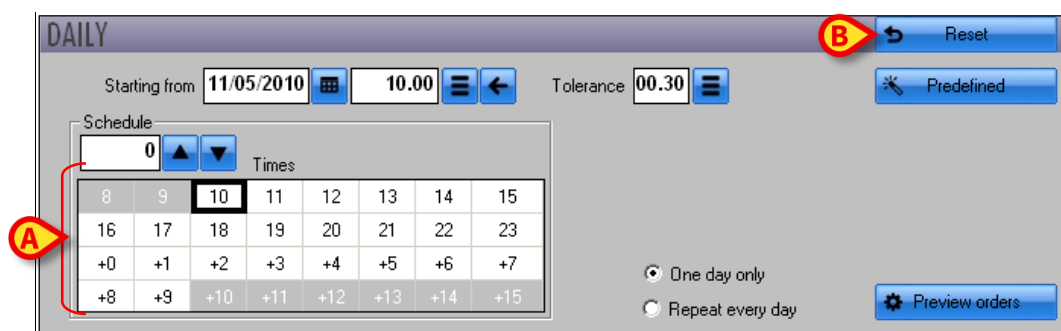 DAILY
B
Reset
Starting from 11/05/2010 10.00 Tolerance 00.30
Predefined
Schedule
0
Times
8 9 10 11 12 13 14 15
A
16 17 18 19 20 21 22 23
+0 +1 +2 +3 +4 +5 +6 +7
+8 +9 +10 +11 +12 +13 +14 +15
One day only
Repeat every day
Preview orders